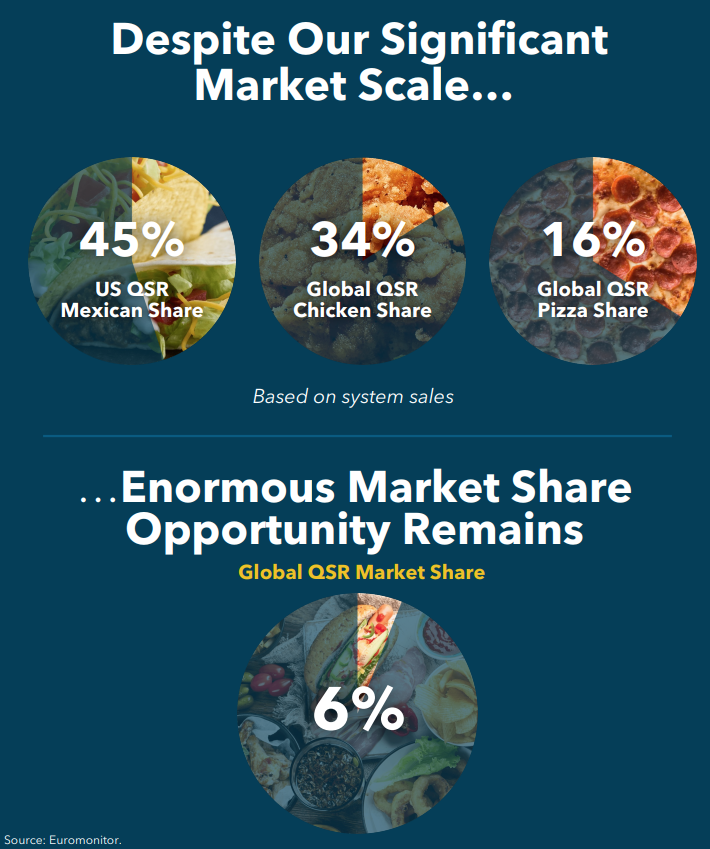 Despite Our Significant
Market Scale...
45%
US QSR
Mexican Share
34%
Global QSR
Chicken Share
16%
Global QSR
Pizza Share
Based on system sales
...Enormous Market Share
Opportunity Remains
Global QSR Market Share
6%
Source: Euromonitor.